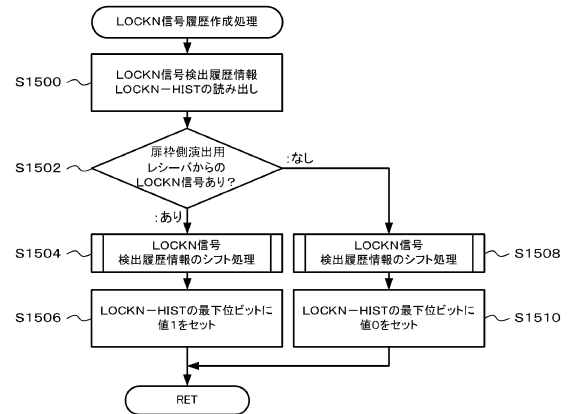 LOCKN信号履歴作成処理
S1500
LOCKN信号検出履歴情報
LOCKN－HISTの読み出し
S1502
扉枠側演出用
レシーバからの
LOCKN信号あり？
:なし
:あり
S1504
LOCKN信号
検出履歴情報のシフト処理
LOCKN信号
検出履歴情報のシフト処理
S1508
S1506
LOCKN－HISTの最下位ビットに
値1をセット
LOCKN－HISTの最下位ビットに
値0をセット
S1510
RET